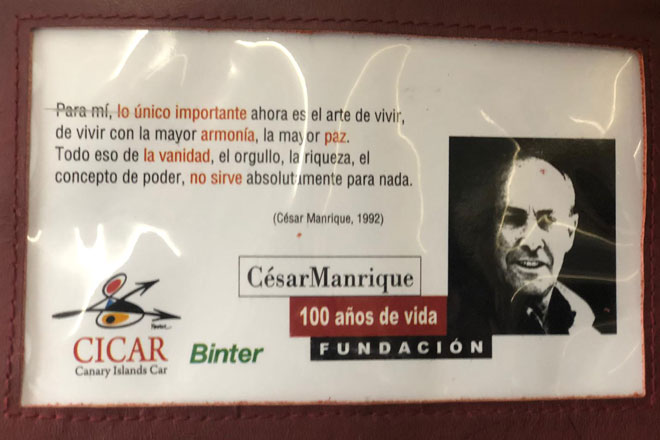 Para mí, lo único importante ahora es el arte de vivir,
de vivir con la mayor armonía, la mayor paz.
Todo eso de la vanidad, el orgullo, la riqueza, el
concepto de poder, no sirve absolutamente para nada.
(César Manrique, 1992)
CésarManrique
100 años de vida
FUNDACIÓN
CICAR
Canary Islands Car
Binter